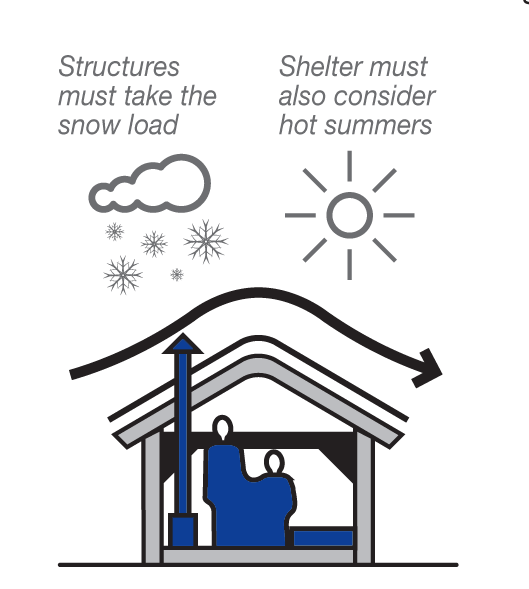 Structures
must take the
snow load
Shelter must
also consider
hot summers